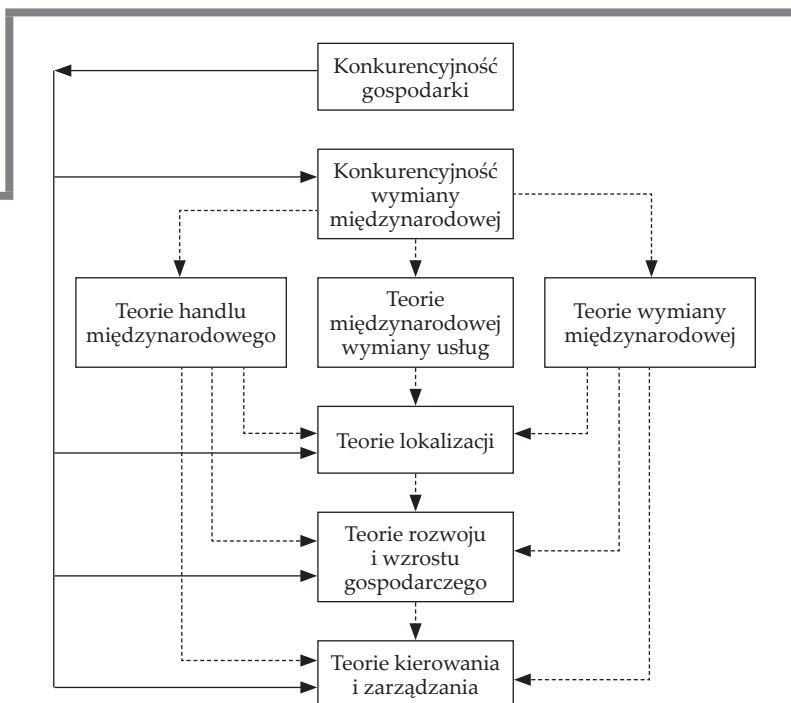 Konkurencyjność
gospodarki
Konkurencyjność
wymiany
międzynarodowej
Teorie handlu
międzynarodowego
Teorie
międzynarodowej
wymiany usług
Teorie wymiany
międzynarodowej
Teorie lokalizacji
Teorie rozwoju
i wzrostu
gospodarczego
Teorie kierowania
i zarządzania